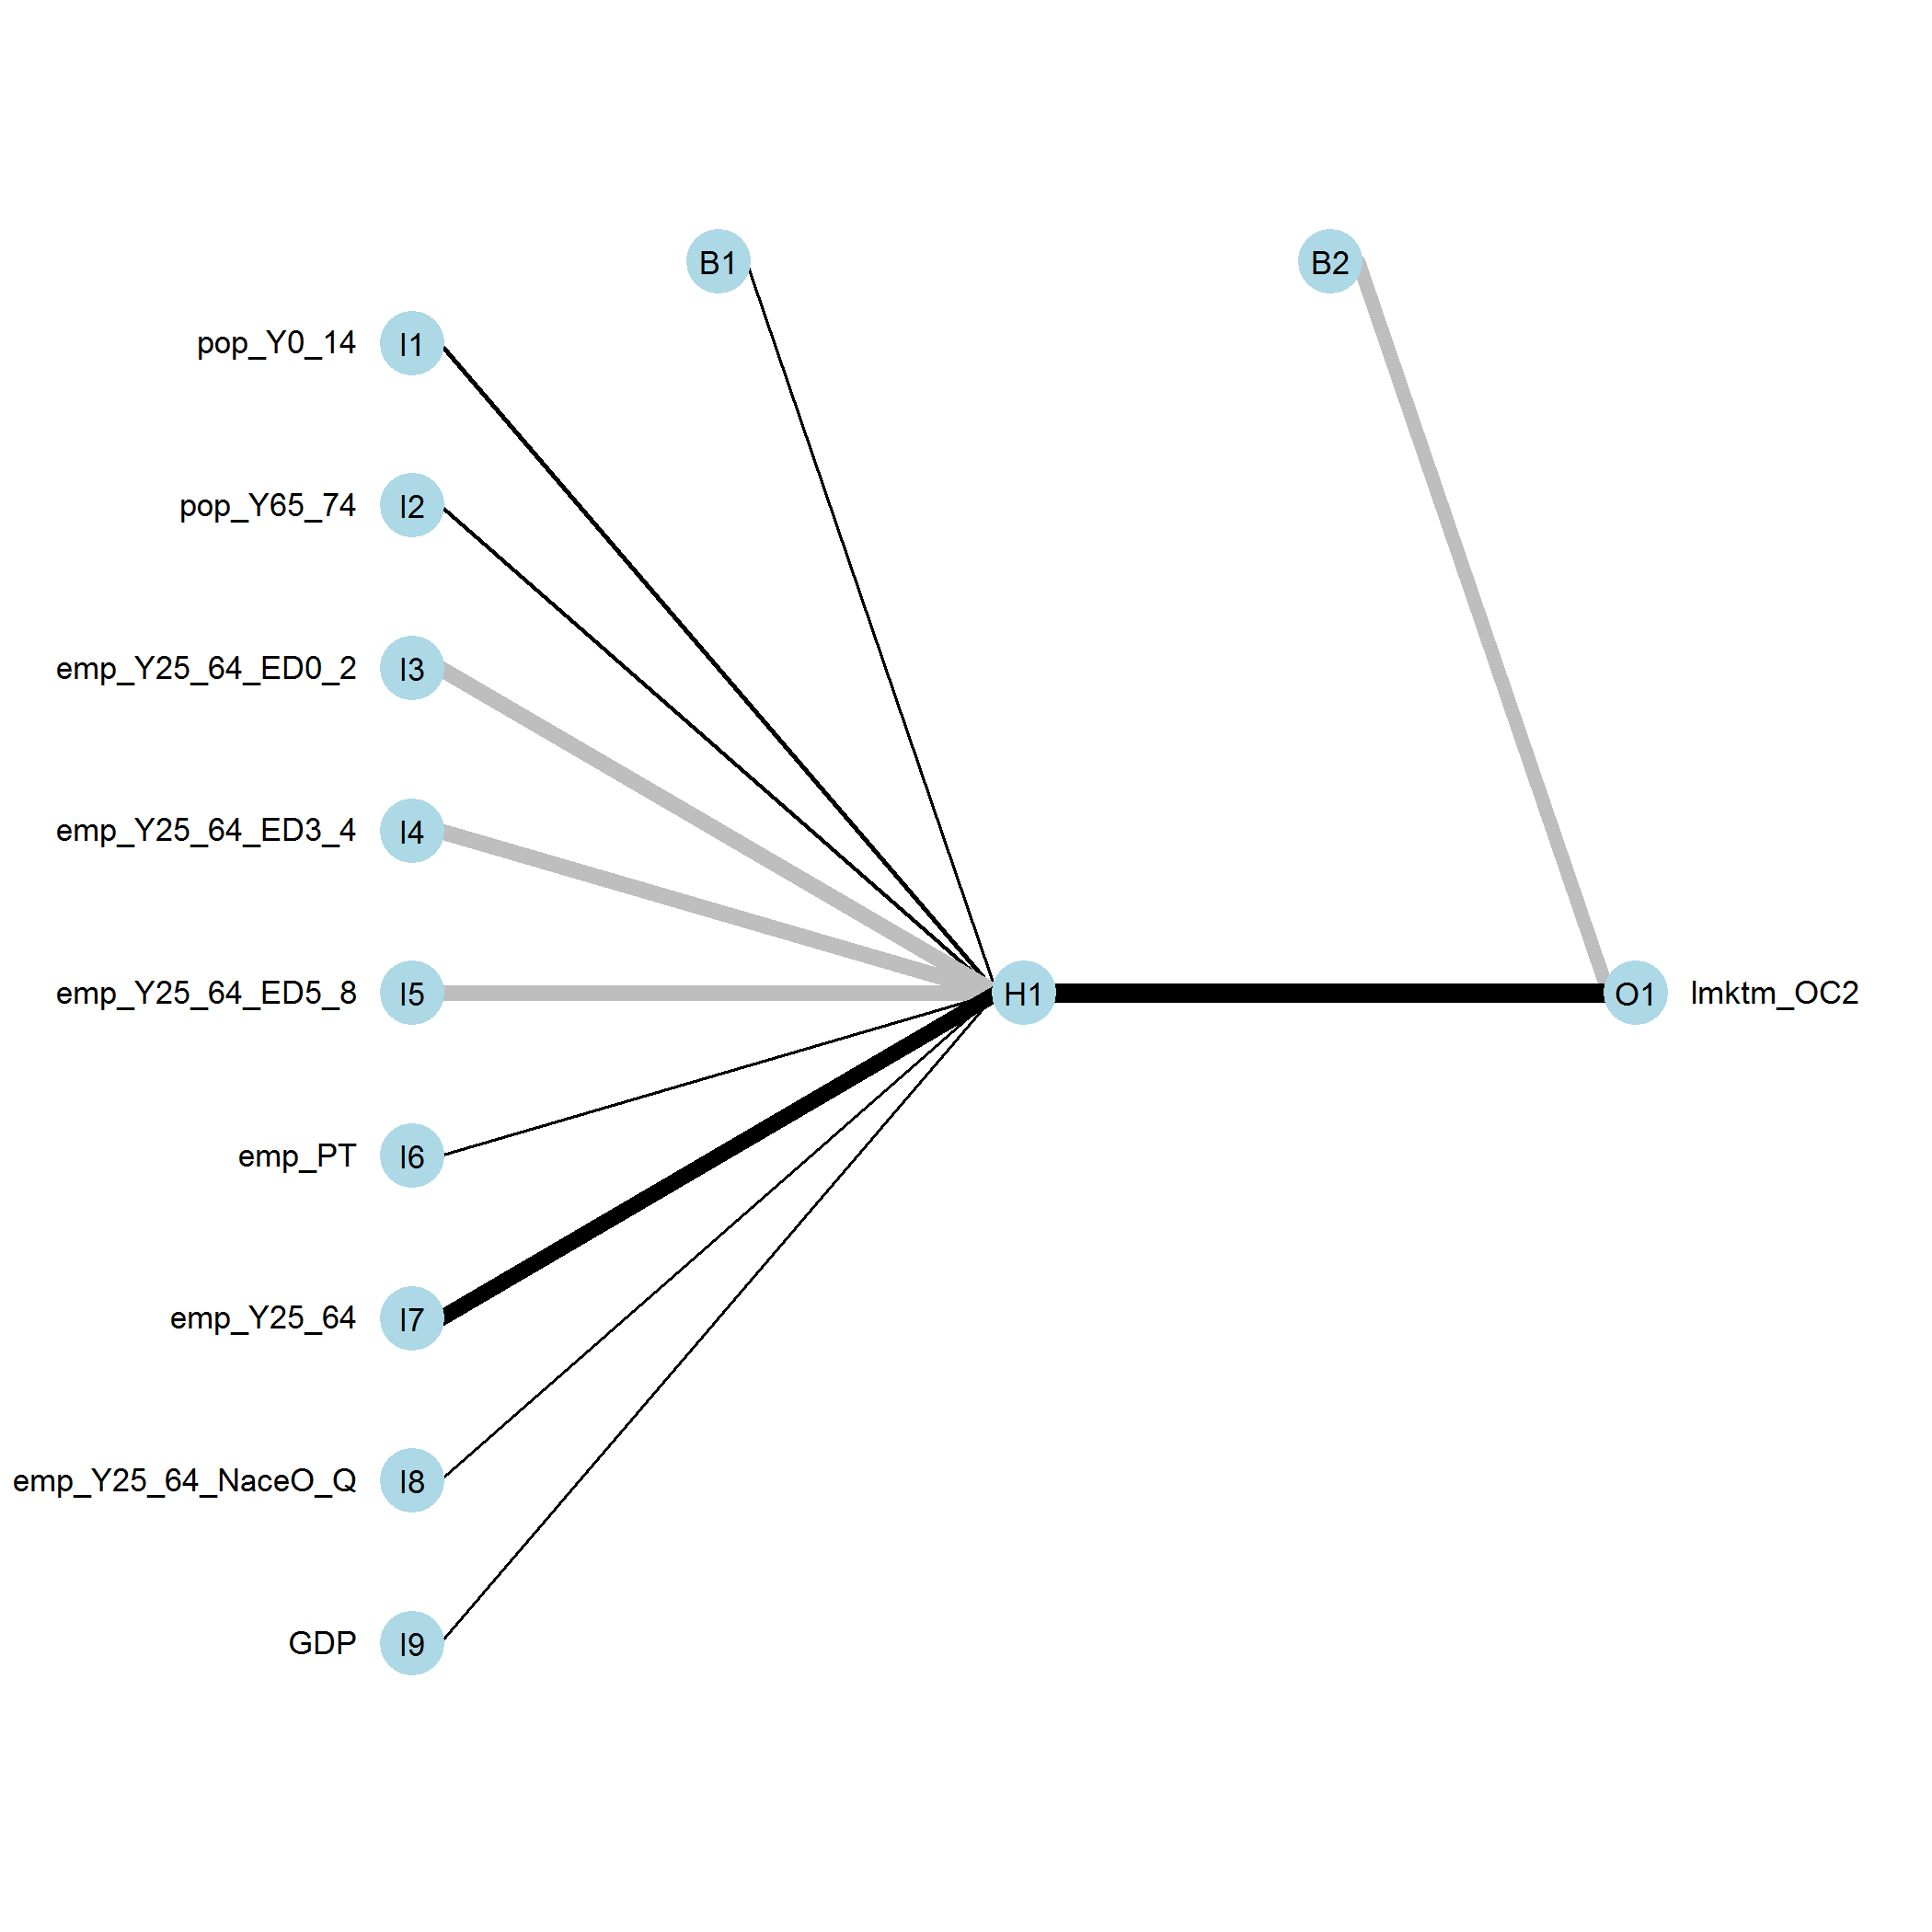 B1 B2
pop_Y0_14 I1
pop_Y65_74 I2
emp_Y25_64_ED0_2 I3
emp_Y25_64_ED3_4 I4
emp_Y25_64_ED5_8 I5 H1 O1 lmktm_OC2
emp_PT I6
emp_Y25_64 I7
emp_Y25_64_NaceO_Q I8
GDP I9